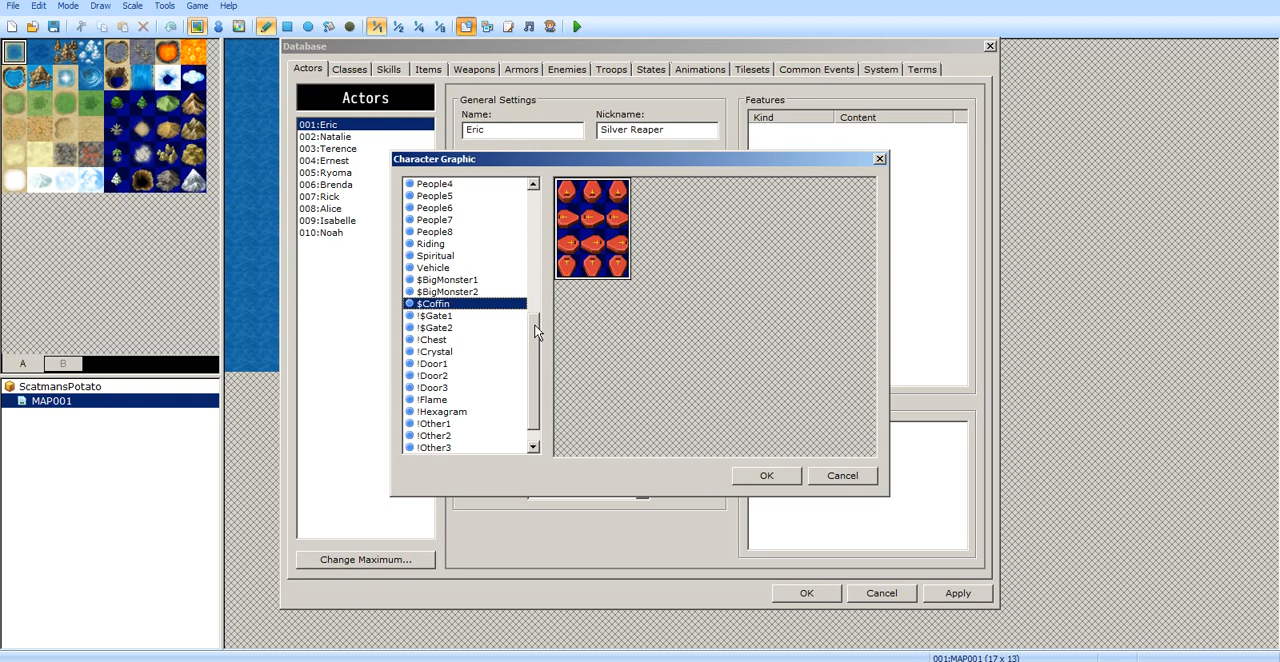 File Edit Mode Draw Scale Tools Game Help
Database
Actors Classes Skills Items Weapons Armors Enemies Troops States Animations Tilesets Common Events System Terms
Actors
001:Eric
002:Natalie
003:Terence
004:Ernest
005:Ryoma
006:Brenda
007:Rick
008:Alice
009:Isabelle
010:Noah
Change Maximum...
General Settings
Name: Nickname:
Eric Silver Reaper
Features
Kind Content
Character Graphic
People4
People5
People6
People7
People8
Riding
Spiritual
Vehicle
$BigMonster1
$BigMonster2
$Coffin
!$Gate1
!$Gate2
!Chest
!Crystal
!Door1
!Door2
!Door3
!Flame
!Hexagram
!Other1
!Other2
!Other3
OK Cancel
OK Cancel Apply
A B
ScatmansPotato
MAP001
001:MAP001 (17 x 13)